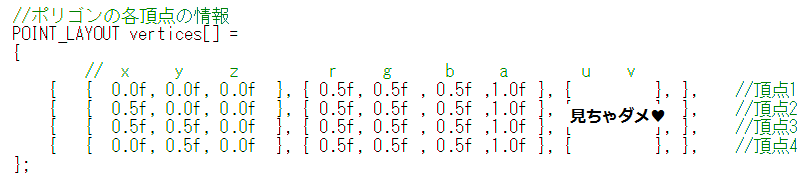 //ポリゴンの各頂点の情報
POINT_LAYOUT vertices[] =
{
// x y z r g b a u v
{ { 0.0f, 0.0f, 0.0f }, { 0.5f, 0.5f , 0.5f ,1.0f }, { }, }, //頂点1
{ { 0.5f, 0.0f, 0.0f }, { 0.5f, 0.5f , 0.5f ,1.0f }, { }, }, //頂点2
{ { 0.5f, 0.5f, 0.0f }, { 0.5f, 0.5f , 0.5f ,1.0f }, { 見ちゃダメ♥ }, }, //頂点3
{ { 0.0f, 0.5f, 0.0f }, { 0.5f, 0.5f , 0.5f ,1.0f }, { }, }, //頂点4
};